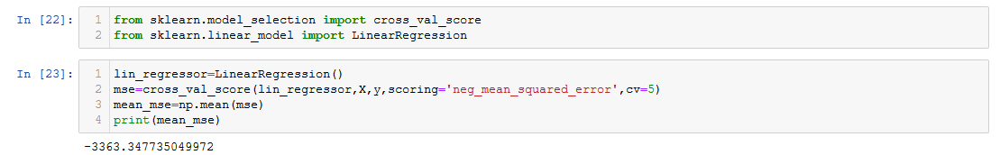 In [22]: 1 from sklearn.model_selection import cross_val_score
2 from sklearn.linear_model import LinearRegression
In [23]: 1 lin_regressor=LinearRegression()
2 mse=cross_val_score(lin_regressor,X,y,scoring='neg_mean_squared_error',cv=5)
3 mean_mse=np.mean(mse)
4 print(mean_mse)
-3363.347735049972